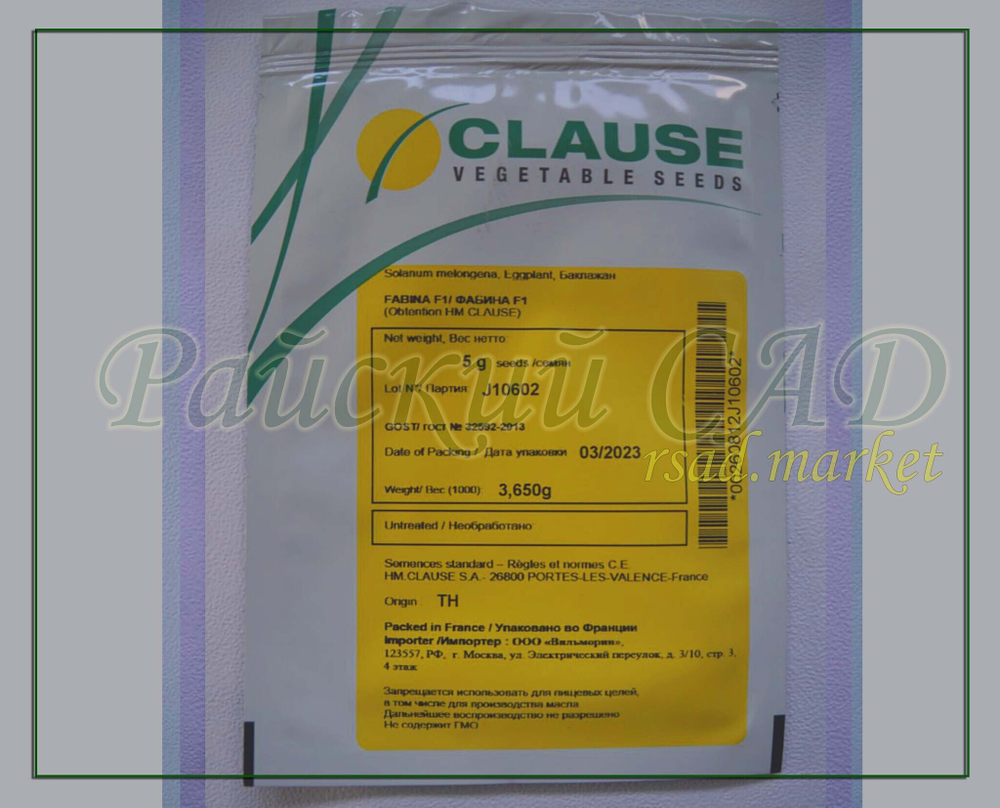 CLAUSE
VEGETABLE SEEDS
Solanum melongena, Eggplant, Баклажан
FABINA F1/ ФАБИНА F1
(Obtention HM CLAUSE)
Net weight, Вес нетто:
5 g seeds /семян
Lot N°/ Партия: J10602
GOST/ гост № 32592-2013
Date of Packing / Дата упаковки 03/2023
Weight/ Вес (1000): 3,650g
Untreated / Необработано
Semences standard – Règles et normes C.E.
HM.CLAUSE S.A.- 26800 PORTES-LES-VALENCE-France
Origin : TH
Packed in France / Упаковано во Франции
Importer /Импортер : ООО «Вильморин»,
123557, РФ, г. Москва, ул. Электрический переулок, д. 3/10, стр. 3,
4 этаж
Запрещается использовать для пищевых целей,
в том числе для производства масла
Дальнейшее воспроизводство не разрешено
Не содержит ГМО
*00260812J10602*
Райский САД
rsad.market